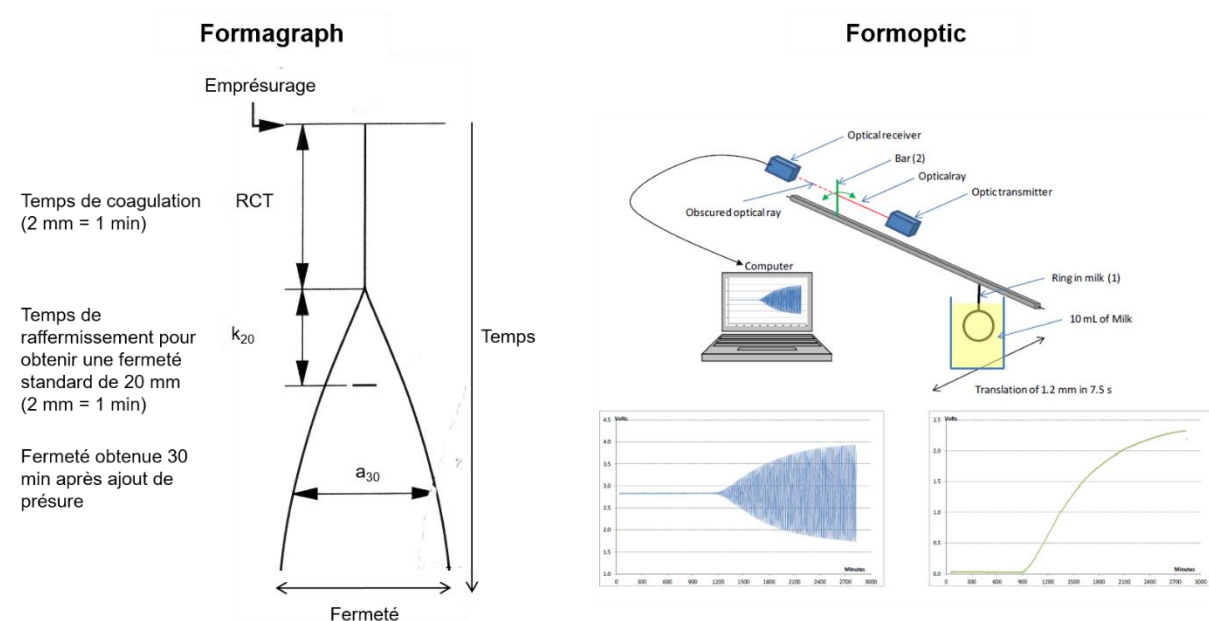 Formagraph
Emprésurage
Temps de coagulation
(2 mm = 1 min)
RCT
Temps de
raffermissement pour
obtenir une fermeté
standard de 20 mm
(2 mm = 1 min)
k20
Temps
Fermeté obtenue 30
min après ajout de
présure
a30
Fermeté
Formoptic
Optical receiver
Bar (2)
Opticalray
Optic transmitter
Obscured optical ray
Computer
Ring in milk (1)
10 mL of Milk
Translation of 1.2 mm in 7.5 s
Volts
4.5
4.0
3.5
3.0
2.5
2.0
1.5
1.0
Minutes
0 300 600 900 1200 1500 1800 2100 2400 2700 3000
Volts
2.5
2.0
1.5
1.0
0.5
0.0
Minutes
0 300 600 900 1200 1500 1800 2100 2400 2700 3000